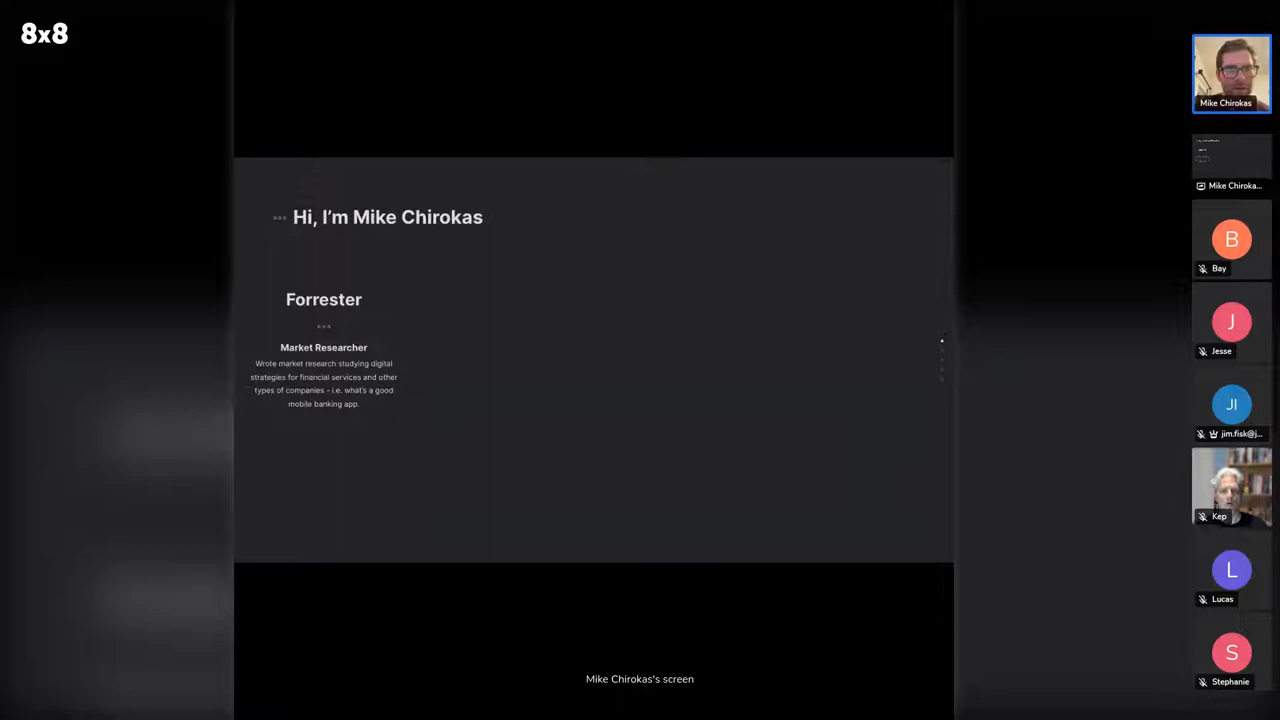 8x8
Hi, I'm Mike Chirokas
Forrester
Market Researcher
Wrote market research studying digital
strategies for financial services and other
types of companies - i.e. what's a good
mobile banking app.
Mike Chirokas's screen
Mike Chirokas
Mike Chiroka...
B
Bay
J
Jesse
JI
jim.fisk@j...
Kep
L
Lucas
S
Stephanie